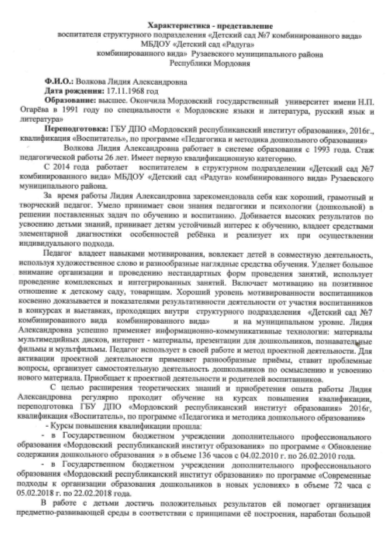 Характеристика - представление
воспитателя структурного подразделения «Детский сад №7 комбинированного вида»
МБДОУ «Детский сад «Радуга»
комбинированного вида» Рузаевского муниципального района
Республики Мордовия
Ф.И.О.: Волкова Лидия Александровна
Дата рождения: 17.11.1968 год
Образование: высшее. Окончила Мордовский государственный университет имени Н.П.
Огарёва в 1991 году по специальности « Мордовские языки и литература, русский язык и
литература»
Переподготовка: ГБУ ДПО «Мордовский республиканский институт образования», 2016г.,
квалификация «Воспитатель», по программе «Педагогика и методика дошкольного образования»
Волкова Лидия Александровна работает в системе образования с 1993 года. Стаж
педагогической работы 26 лет. Имеет первую квалификационную категорию.
С 2014 года работает воспитателем в структурном подразделении «Детский сад №7
комбинированного вида» МБДОУ «Детский сад «Радуга» комбинированного вида» Рузаевского
муниципального района.
За время работы Лидия Александровна зарекомендовала себя как хороший, грамотный и
творческий педагог. Умело принимает свои знания педагогики и психологии (дошкольной) в
решении поставленных задач по обучению и воспитанию. Добивается высоких результатов по
усвоению детьми знаний, прививает детям устойчивый интерес к обучению, владеет средствами
элементарной диагностики особенностей ребёнка и реализует их при осуществлении
индивидуального подхода.
Педагог владеет навыками мотивирования, вовлекает детей в совместную деятельность,
используя художественное слово и разнообразные наглядные средства обучения. Уделяет большое
внимание организации и проведению нестандартных форм проведения занятий, использует
проведение комплексных и интегрированных занятий. Включает мотивацию на позитивное
отношение к детскому саду, товарищам. Хороший уровень мотивированности воспитанников
косвенно доказывается и показателями результативности деятельности от участия воспитанников
в конкурсах и выставках, проходящих внутри структурного подразделения «Детский сад №7
комбинированного вида комбинированного вида» и на муниципальном уровне. Лидия
Александровна успешно применяет информационно-коммуникативные технологии: материалы
мультимедийных дисков, интернет - материалы, презентации для дошкольников, познавательные
фильмы и мультфильмы. Педагог использует в своей работе и метод проектной деятельности. Для
активации проектной деятельности применяет разнообразные приёмы, ставит проблемные
вопросы, организует самостоятельную деятельность дошкольников по осмыслению и усвоению
нового материала. Приобщает к проектной деятельности и родителей воспитанников.
С целью расширения теоретических знаний и приобретения опыта работы Лидия
Александровна регулярно проходит обучение на курсах повышения квалификации,
переподготовка ГБУ ДПО «Мордовский республиканский институт образования» 2016г,
квалификация «Воспитатель», по программе «Педагогика и методика дошкольного образования»
- Курсы повышения квалификации прошла:
- в Государственном бюджетном учреждении дополнительного профессионального
образования «Мордовский республиканский институт образования» по программе « Обновление
содержания дошкольного образования » в объеме 136 часов с 04.02.2010 г. по 26.02.2010 года.
- в Государственном бюджетном учреждении дополнительного профессионального
образования «Мордовский республиканский институт образования» по программе «Современные
подходы к организации образования дошкольников в новых условиях» в объеме 72 часа с
05.02.2018 г. по 22.02.2018 года.
В работе с детьми достичь положительных результатов ей помогает организация
предметно-развивающей среды в соответствии с принципами её построения, наработан большой